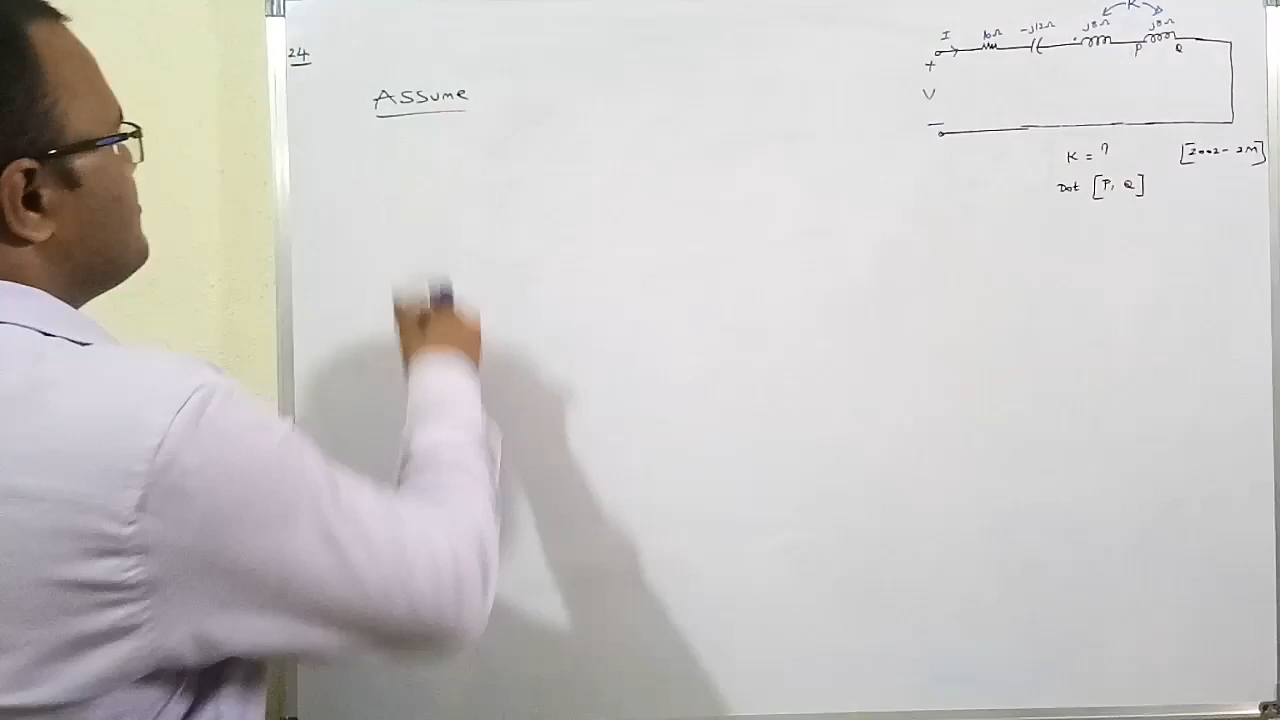 24
Assume
K
I 10Ω -j12Ω j8Ω j8Ω
+ P Q
V
-
K = ? [2002 - 2M]
Dot [P, Q]